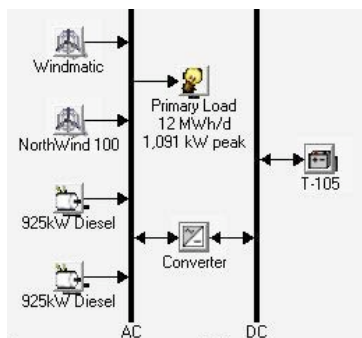 Windmatic
Primary Load
12 MWh/d
1,091 kW peak
NorthWind 100
T-105
925kW Diesel
Converter
925kW Diesel
AC
DC